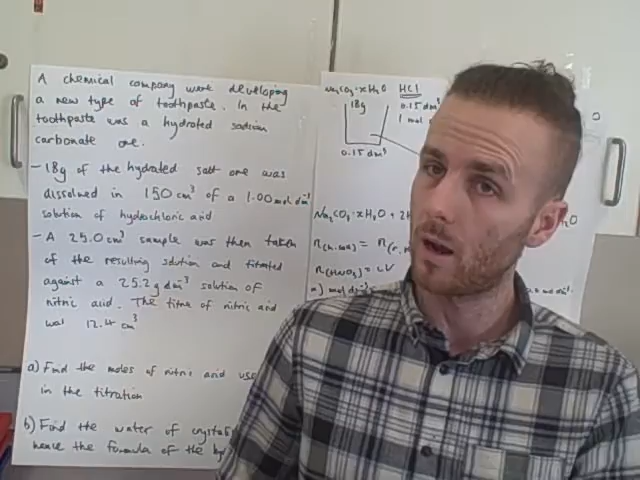 A chemical company were developing
a new type of toothpaste. In the
toothpaste was a hydrated sodium
carbonate one.
- 18g of the hydrated salt one was
dissolved in 150 cm³ of a 1.00 mol dm⁻³
solution of hydrochloric acid
- A 25.0 cm³ sample was then taken
of the resulting solution and titrated
against a 25.2 g dm⁻³ solution of
nitric acid. The titre of nitric acid
was 12.4 cm³
a) Find the moles of nitric acid use
in the titration
b) Find the water of crystalli
hence the formula of the hy
Na₂CO₃·xH₂O HCl
18g 0.15 dm³
1 mol
0.15 dm³
Na₂CO₃·xH₂O + 2H
n(HNO₃) = cV